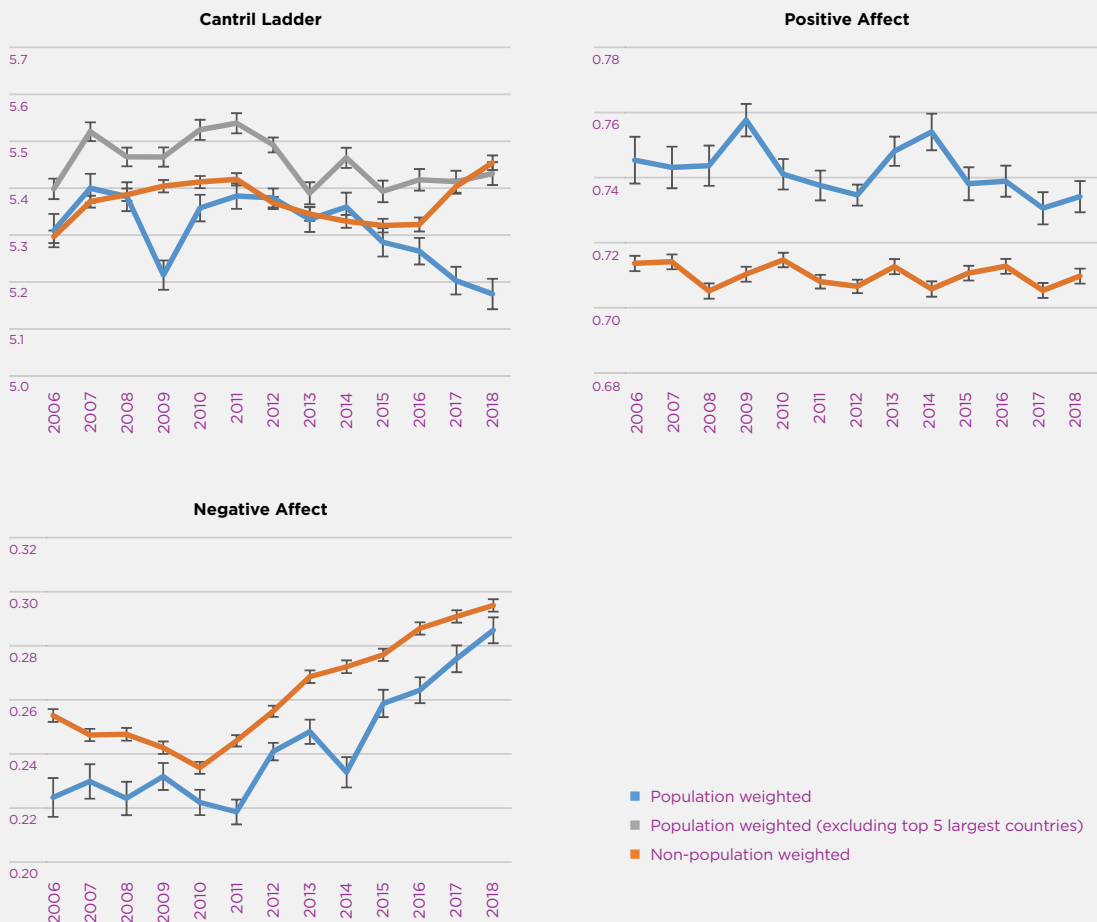 Cantril Ladder
5.7
5.6
5.5
5.4
5.3
5.2
5.1
5.0
2006 2007 2008 2009 2010 2011 2012 2013 2014 2015 2016 2017 2018
Positive Affect
0.78
0.76
0.74
0.72
0.70
0.68
2006 2007 2008 2009 2010 2011 2012 2013 2014 2015 2016 2017 2018
Negative Affect
0.32
0.30
0.28
0.26
0.24
0.22
0.20
2006 2007 2008 2009 2010 2011 2012 2013 2014 2015 2016 2017 2018
Population weighted
Population weighted (excluding top 5 largest countries)
Non-population weighted